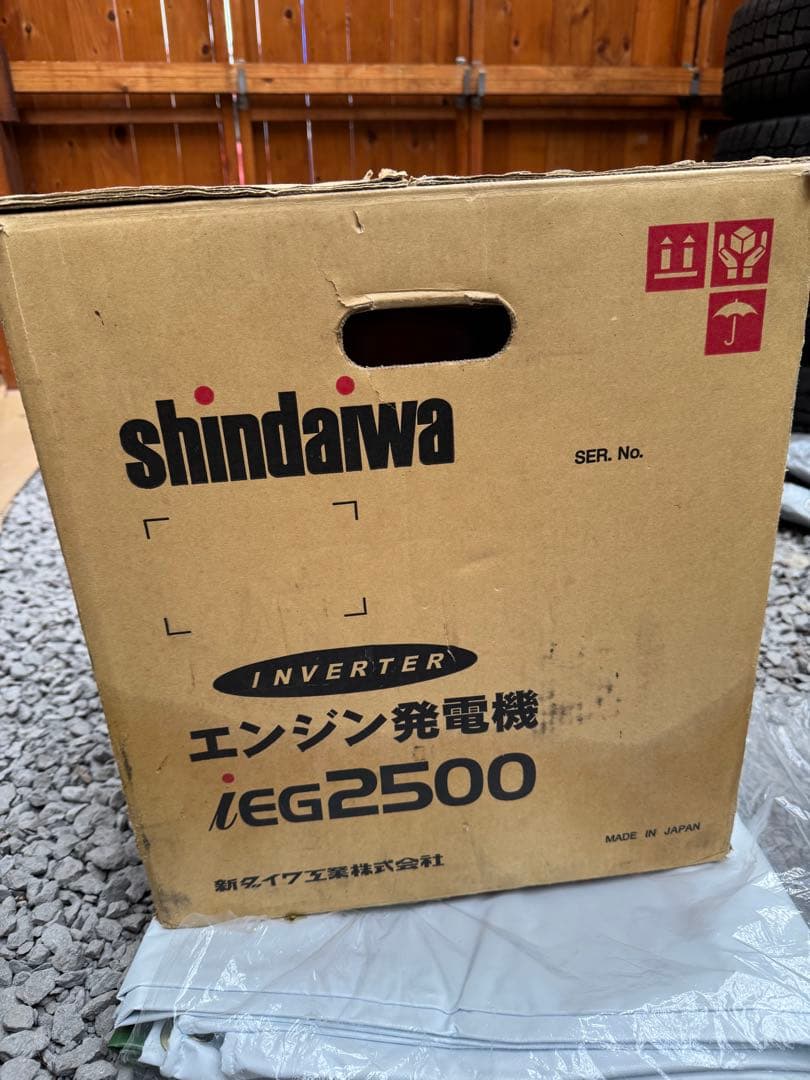 shindaiwa
SER. No.
INVERTER
エンジン発電機
iEG2500
MADE IN JAPAN
新ダイワ工業株式会社